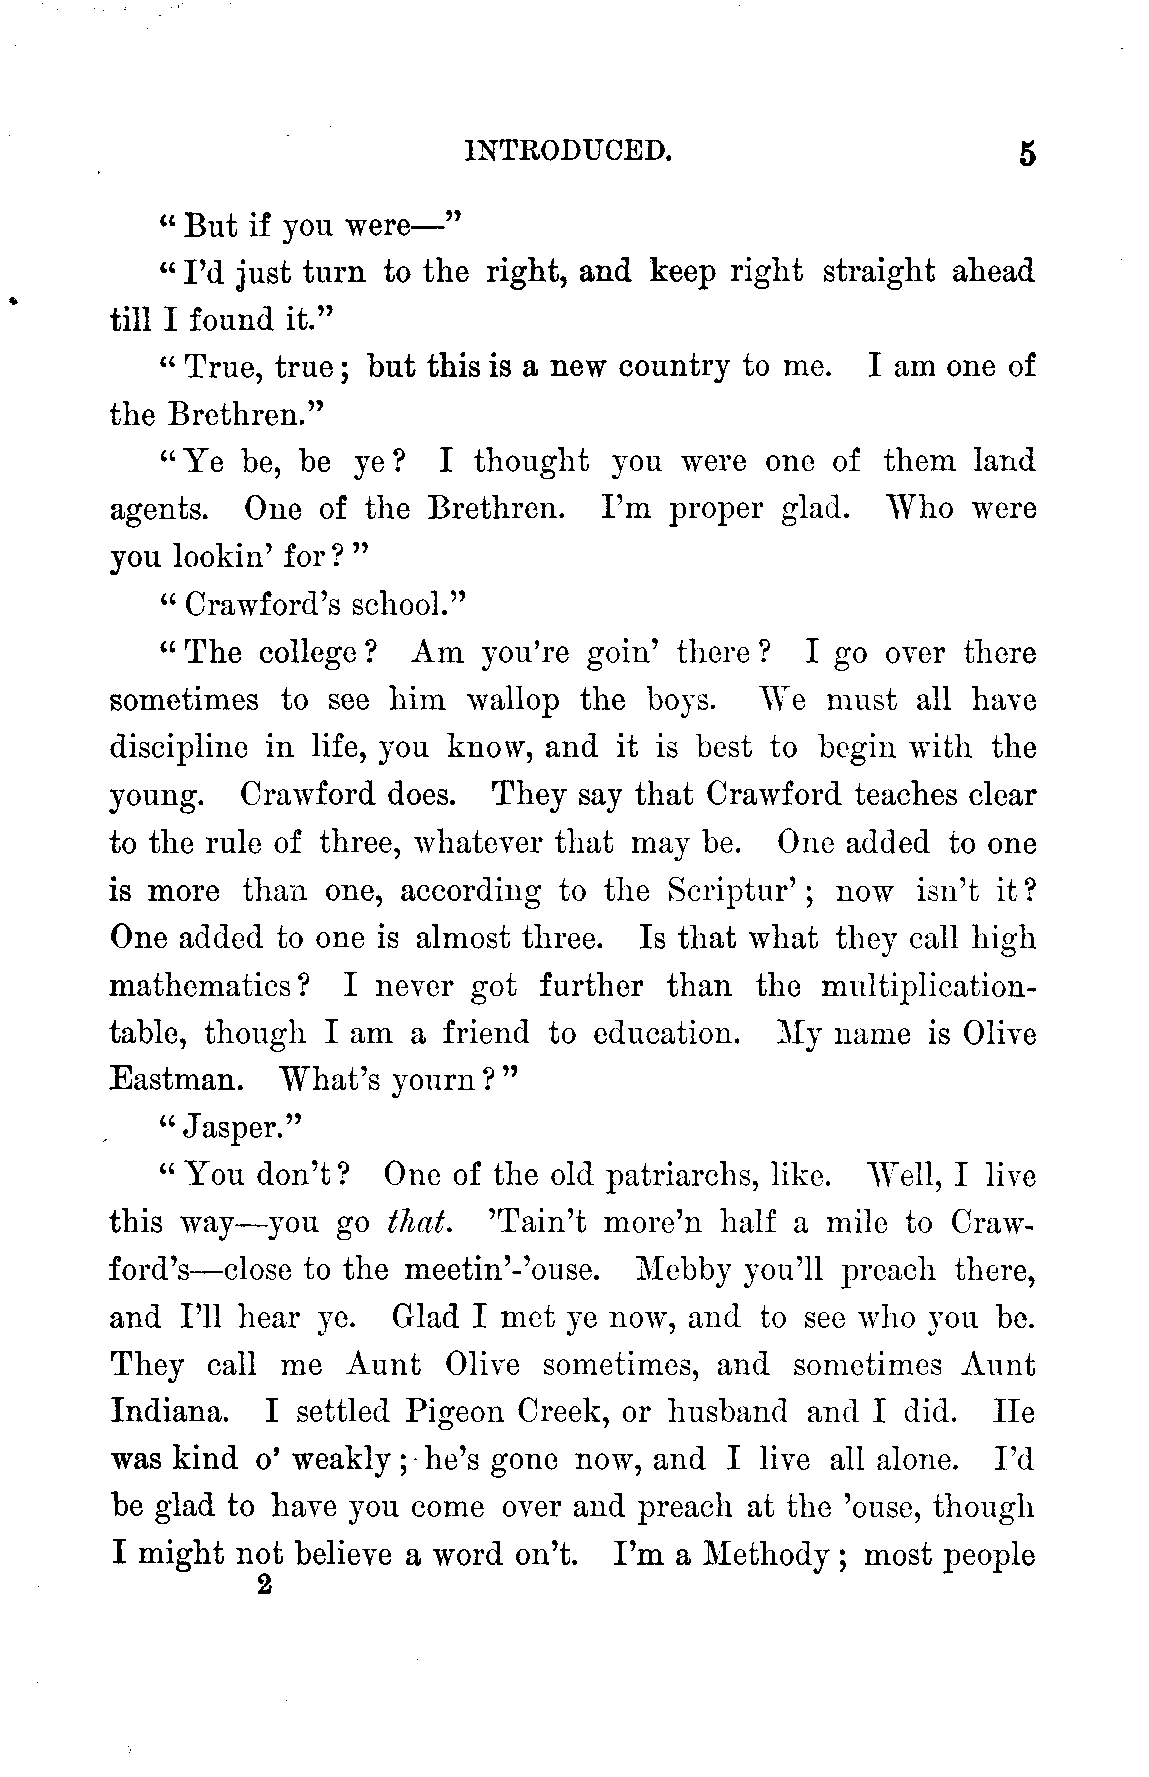 INTRODUCED. 5
“But if you were—”
“I’d just turn to the right, and keep right straight ahead
till I found it.”
“True, true; but this is a new country to me. I am one of
the Brethren.”
“Ye be, be ye? I thought you were one of them land
agents. One of the Brethren. I’m proper glad. Who were
you lookin’ for?”
“Crawford’s school.”
“The college? Am you’re goin’ there? I go over there
sometimes to see him wallop the boys. We must all have
discipline in life, you know, and it is best to begin with the
young. Crawford does. They say that Crawford teaches clear
to the rule of three, whatever that may be. One added to one
is more than one, according to the Scriptur’; now isn’t it?
One added to one is almost three. Is that what they call high
mathematics? I never got further than the multiplication-
table, though I am a friend to education. My name is Olive
Eastman. What’s yourn?”
“Jasper.”
“You don’t? One of the old patriarchs, like. Well, I live
this way—you go that. ’Tain’t more’n half a mile to Craw-
ford’s—close to the meetin’-’ouse. Mebby you’ll preach there,
and I’ll hear ye. Glad I met ye now, and to see who you be.
They call me Aunt Olive sometimes, and sometimes Aunt
Indiana. I settled Pigeon Creek, or husband and I did. He
was kind o’ weakly; he’s gone now, and I live all alone. I’d
be glad to have you come over and preach at the ’ouse, though
I might not believe a word on’t. I’m a Methody; most people
2